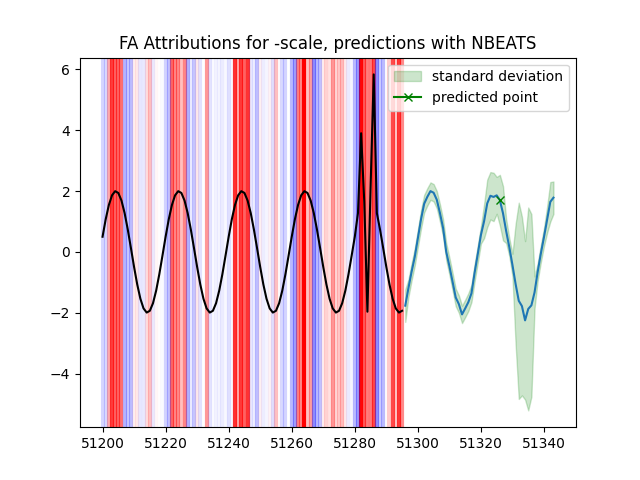 FA Attributions for -scale, predictions with NBEATS
standard deviation
predicted point
6
4
2
0
−2
−4
51200 51220 51240 51260 51280 51300 51320 51340